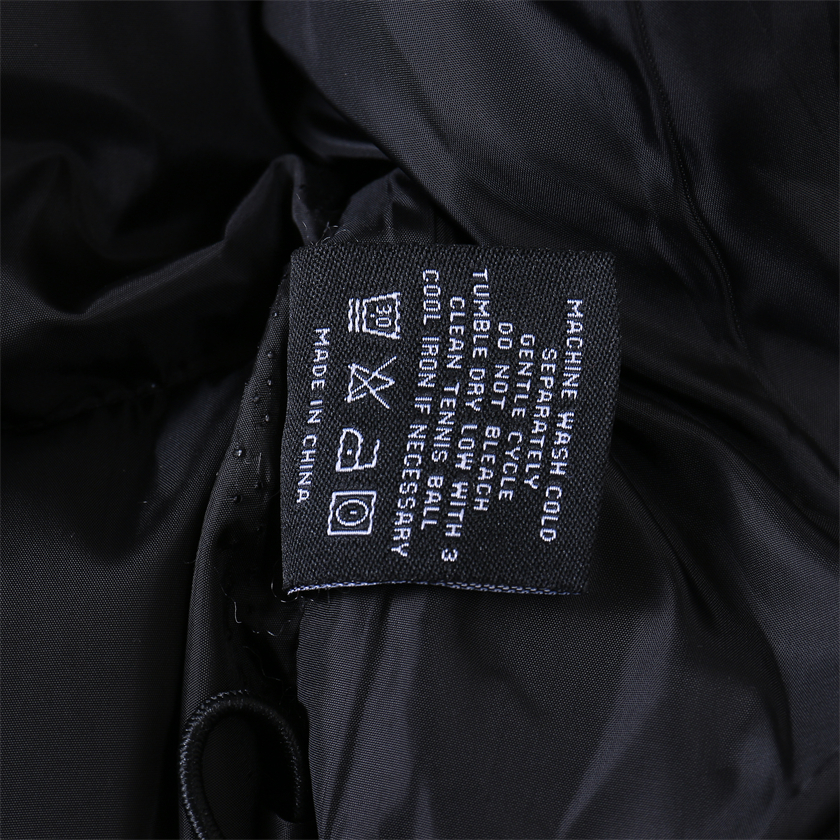 MACHINE WASH COLD
SEPARATELY
GENTLE CYCLE
DO NOT BLEACH
TUMBLE DRY LOW WITH 3
CLEAN TENNIS BALL
COOL IRON IF NECESSARY
30
MADE IN CHINA